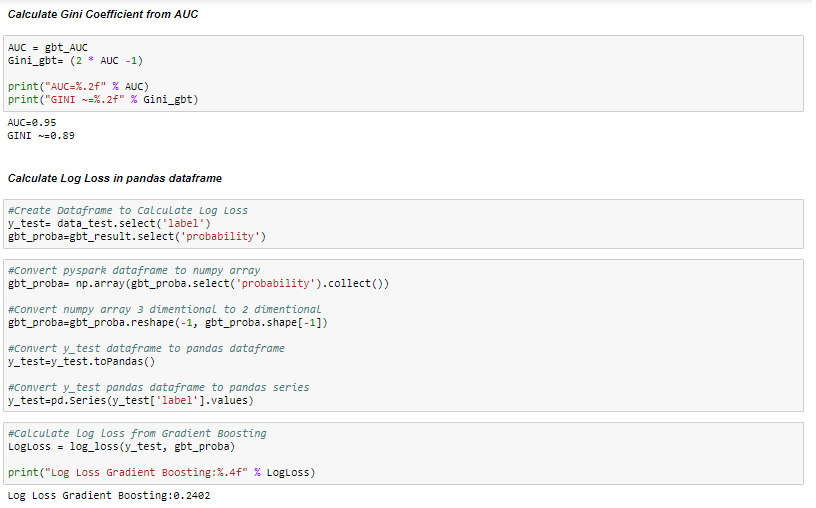 Calculate Gini Coefficient from AUC
AUC = gbt_AUC
Gini_gbt= (2 * AUC -1)
print("AUC=%.2f" % AUC)
print("GINI ~=%.2f" % Gini_gbt)
AUC=0.95
GINI ~=0.89
Calculate Log Loss in pandas dataframe
#Create Dataframe to Calculate Log Loss
y_test= data_test.select('label')
gbt_proba=gbt_result.select('probability')
#Convert pyspark dataframe to numpy array
gbt_proba= np.array(gbt_proba.select('probability').collect())
#Convert numpy array 3 dimentional to 2 dimentional
gbt_proba=gbt_proba.reshape(-1, gbt_proba.shape[-1])
#Convert y_test dataframe to pandas dataframe
y_test=y_test.toPandas()
#Convert y_test pandas dataframe to pandas series
y_test=pd.Series(y_test['label'].values)
#Calculate log loss from Gradient Boosting
LogLoss = log_loss(y_test, gbt_proba)
print("Log Loss Gradient Boosting:%.4f" % LogLoss)
Log Loss Gradient Boosting:0.2402